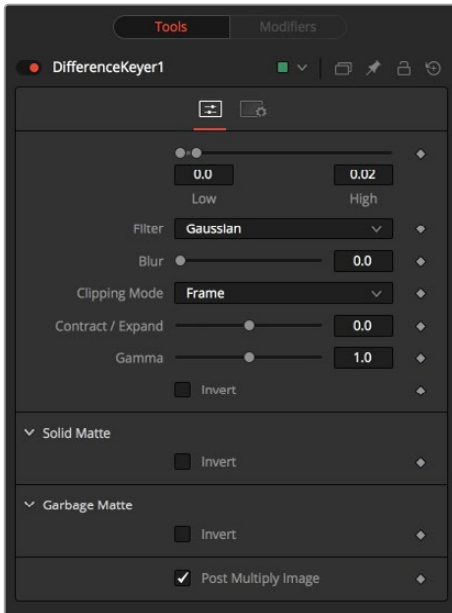 Tools Modifiers
DifferenceKeyer1
0.0 0.02
Low High
Filter Gaussian
Blur 0.0
Clipping Mode Frame
Contract / Expand 0.0
Gamma 1.0
Invert
Solid Matte
Invert
Garbage Matte
Invert
Post Multiply Image